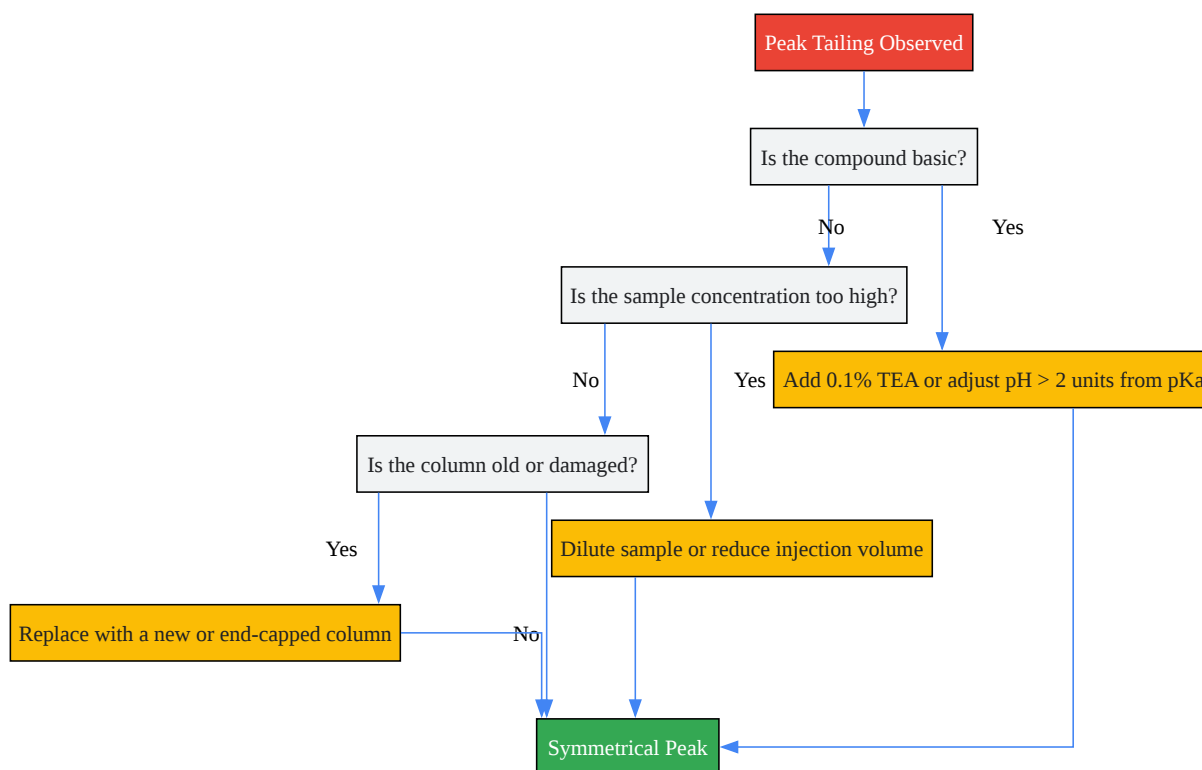 Peak Tailing Observed
Is the compound basic?
No
Yes
Is the sample concentration too high?
No
Yes
Add 0.1% TEA or adjust pH > 2 units from pKa
Is the column old or damaged?
Yes
Dilute sample or reduce injection volume
Replace with a new or end-capped column
No
Symmetrical Peak